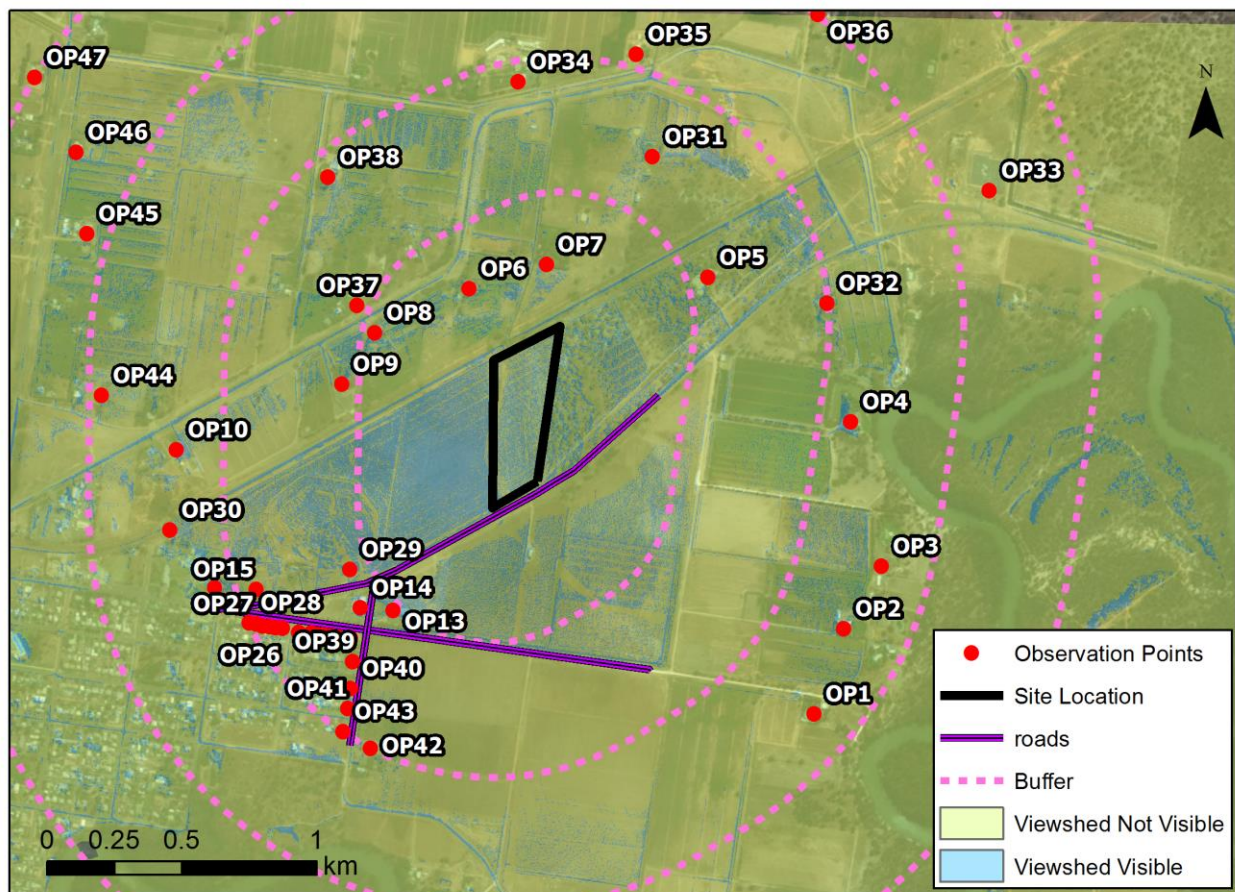 OP36
OP35
OP47
OP34
N
OP46
OP31
OP38
OP33
OP45
OP7
OP5
OP6
OP37
OP32
OP8
OP9
OP44
OP4
OP10
OP30
OP29
OP3
OP15
OP14
OP27 OP28
OP13
OP2
OP39
OP26
OP40
OP41
OP1
OP43
OP42
Observation Points
Site Location
roads
Buffer
Viewshed Not Visible
Viewshed Visible
0 0.25 0.5 1
km